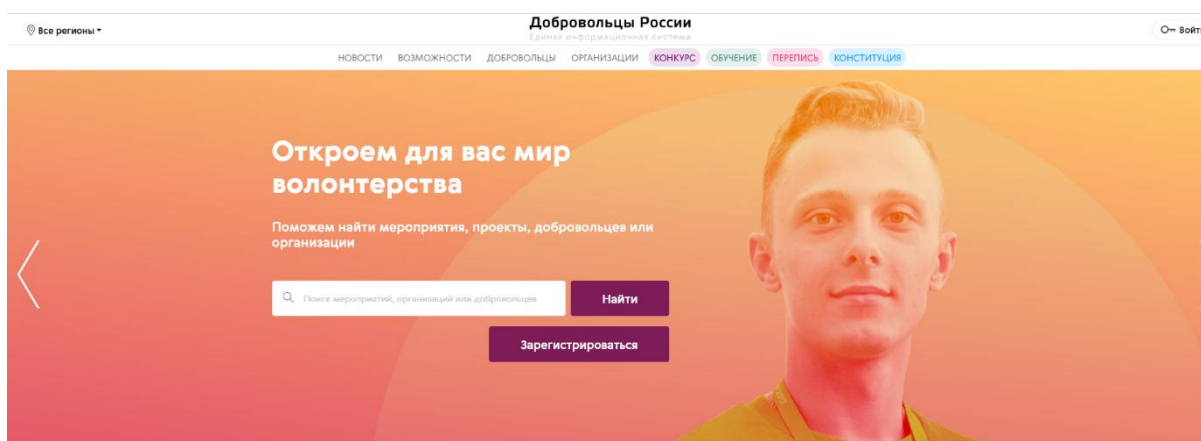 Все регионы
Добровольцы России
Единая информационная система
Войти
НОВОСТИ ВОЗМОЖНОСТИ ДОБРОВОЛЬЦЫ ОРГАНИЗАЦИИ КОНКУРС ОБУЧЕНИЕ ПЕРЕПИСЬ КОНСТИТУЦИЯ
Откроем для вас мир
волонтерства
Поможем найти мероприятия, проекты, добровольцев или
организации
Поиск мероприятий, организаций или добровольцев
Найти
Зарегистрироваться